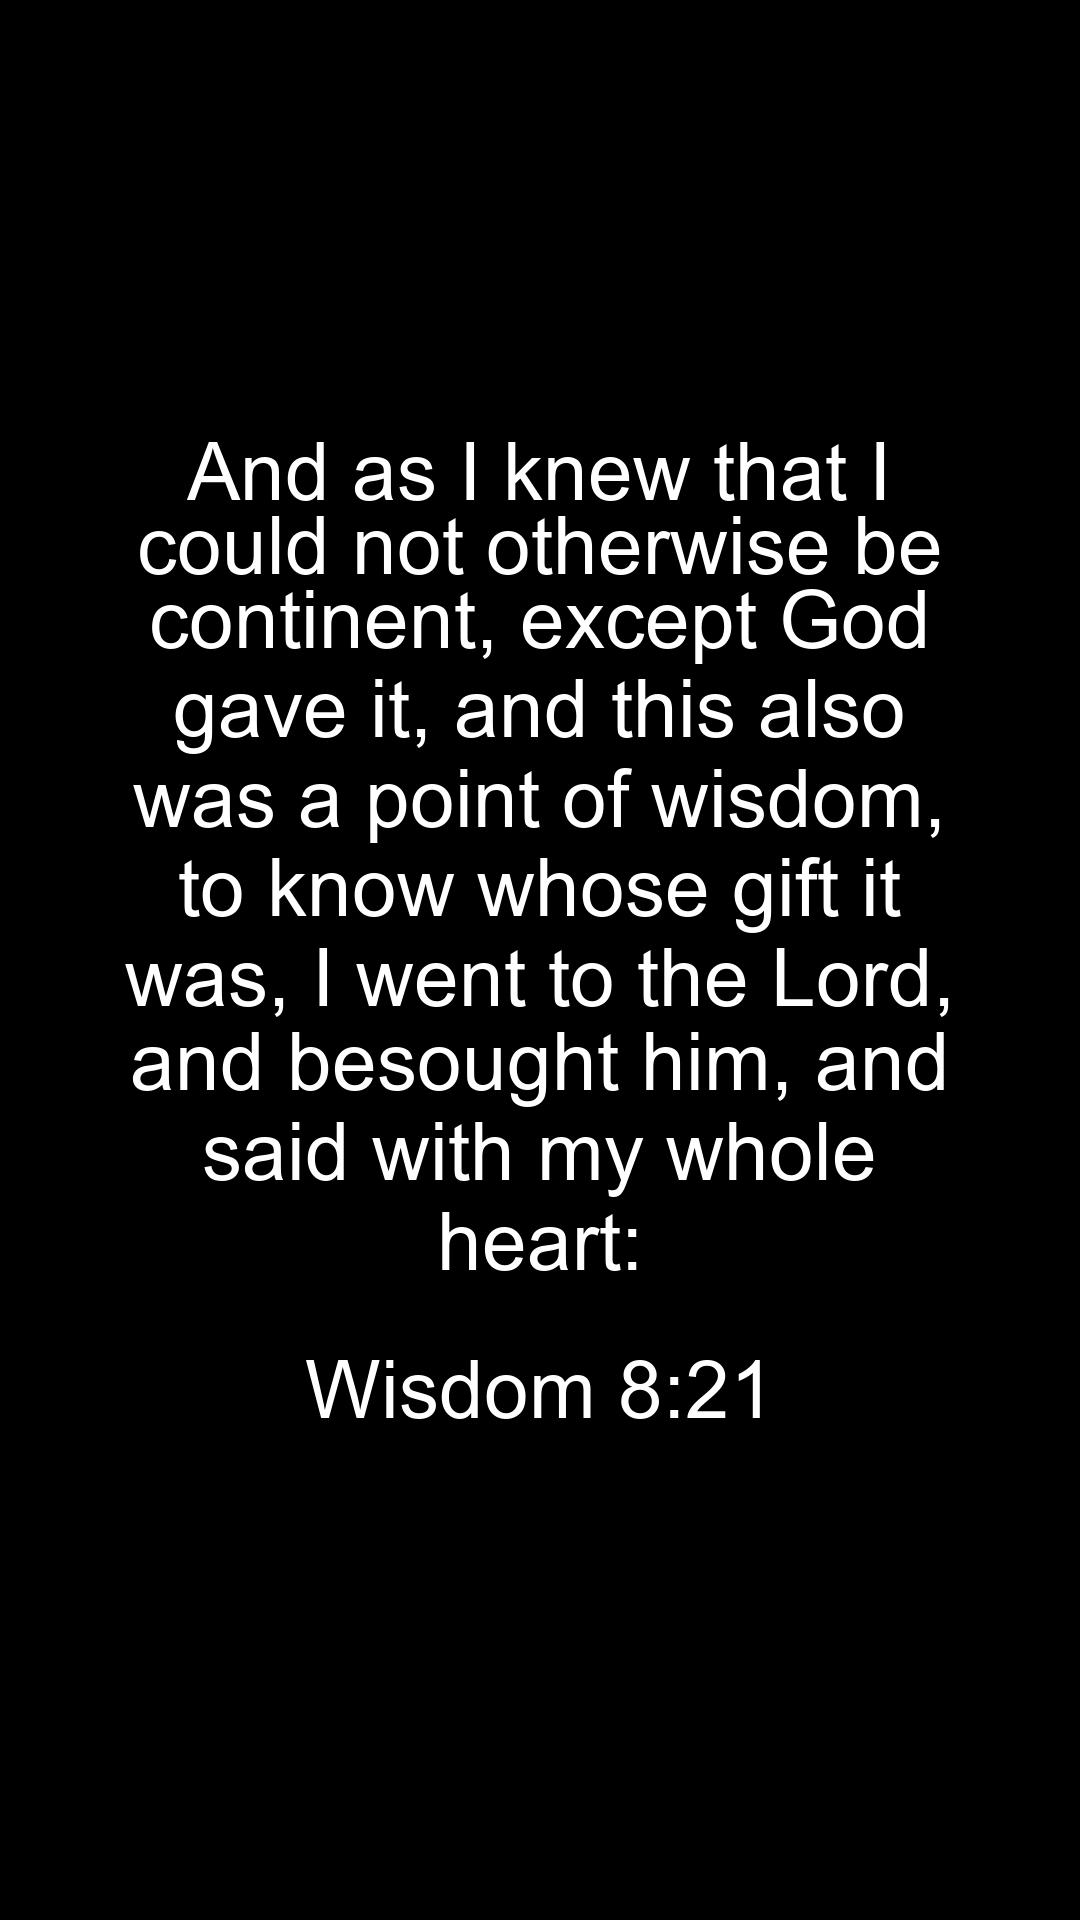 And as I knew that I
could not otherwise be
continent, except God
gave it, and this also
was a point of wisdom,
to know whose gift it
was, I went to the Lord,
and besought him, and
said with my whole
heart:
Wisdom 8:21